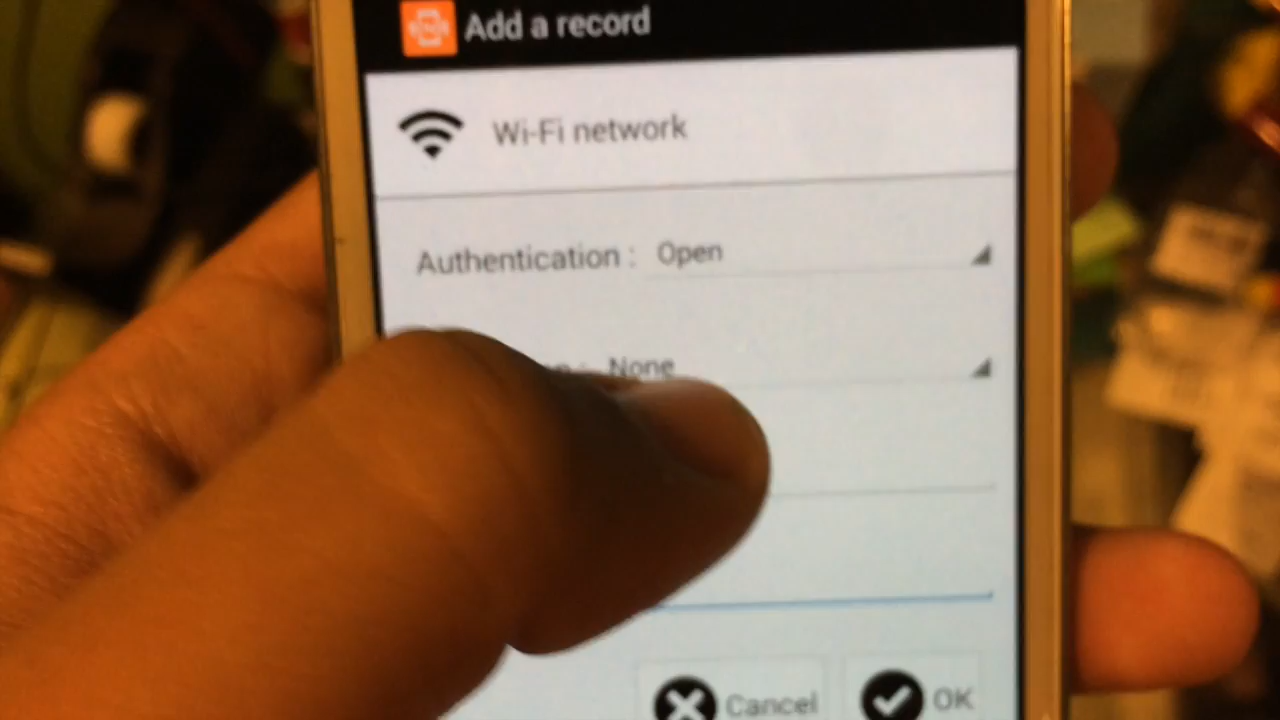 Add a record
Wi-Fi network
Authentication : Open
: None
Cancel OK